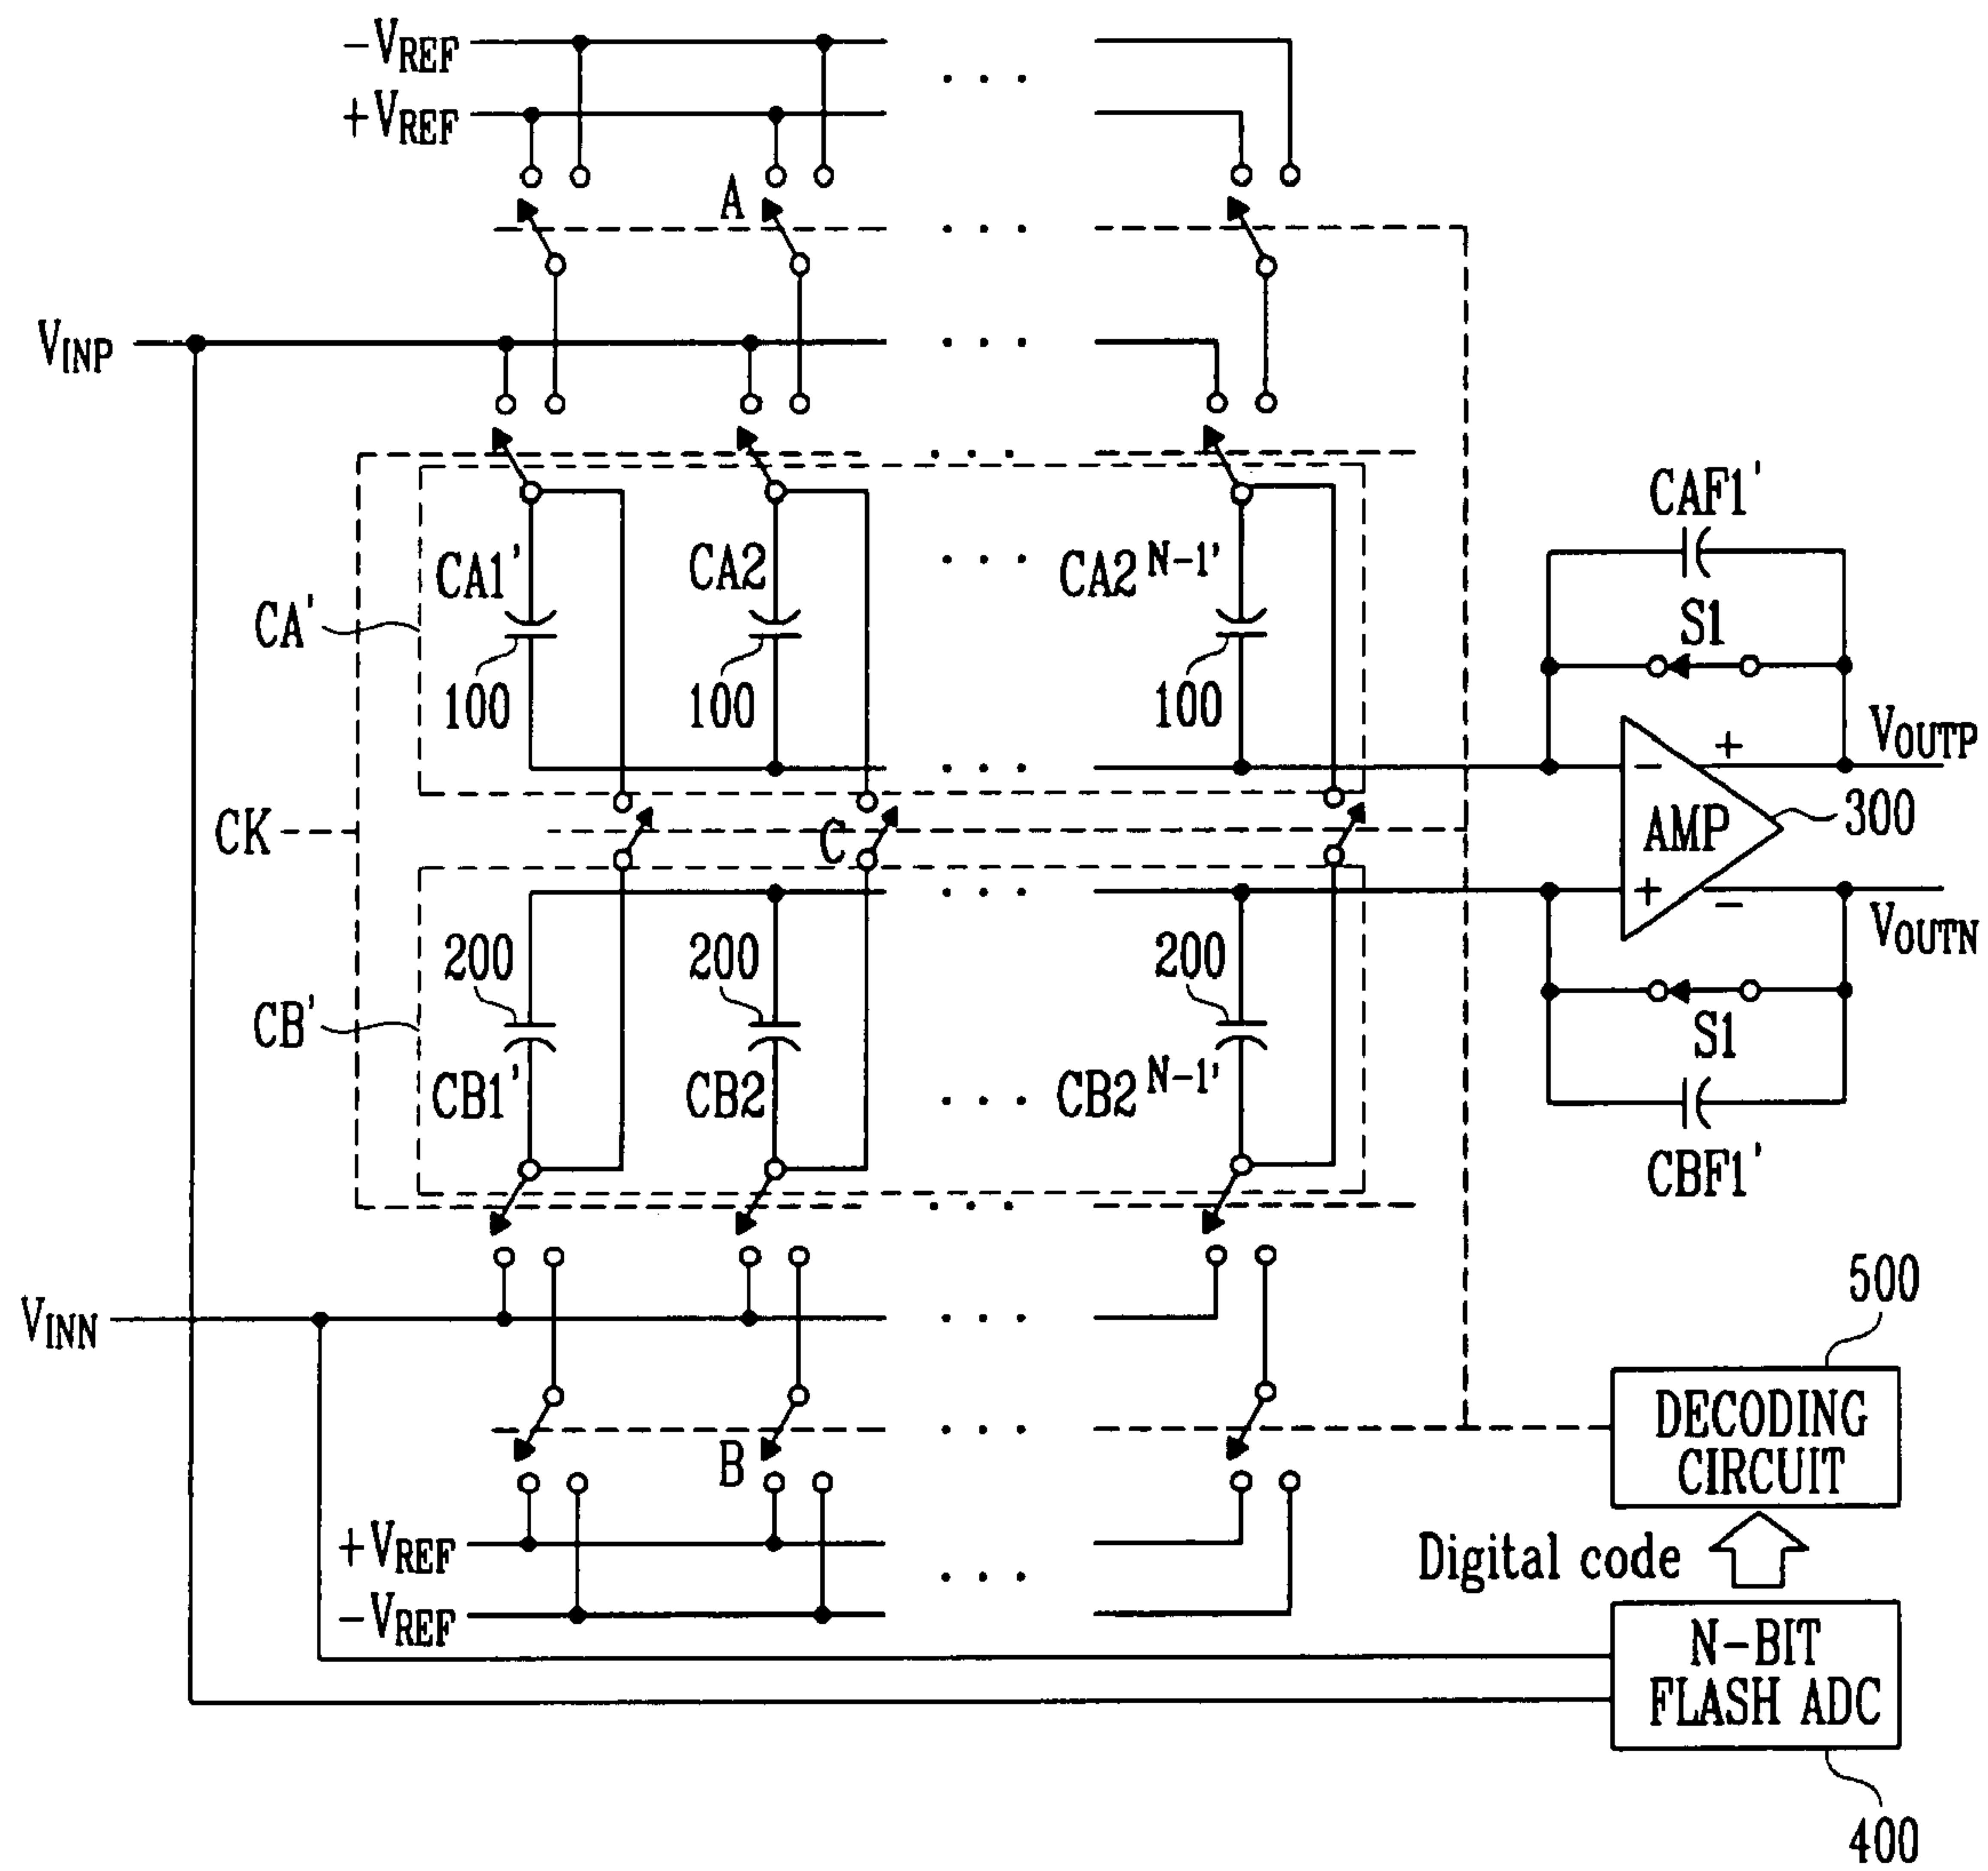 -VREF
+VREF
A
VINP
CA1' CA2 CA2 N-1'
CA'
100 100 100
CAF1'
S1
VOUTP
+
-
CK
C
AMP
300
+
-
VOUTN
200 200 200
CB'
CB1' CB2 CB2 N-1'
S1
CBF1'
VINN
500
DECODING
CIRCUIT
B
+VREF
Digital code
-VREF
N-BIT
FLASH ADC
400